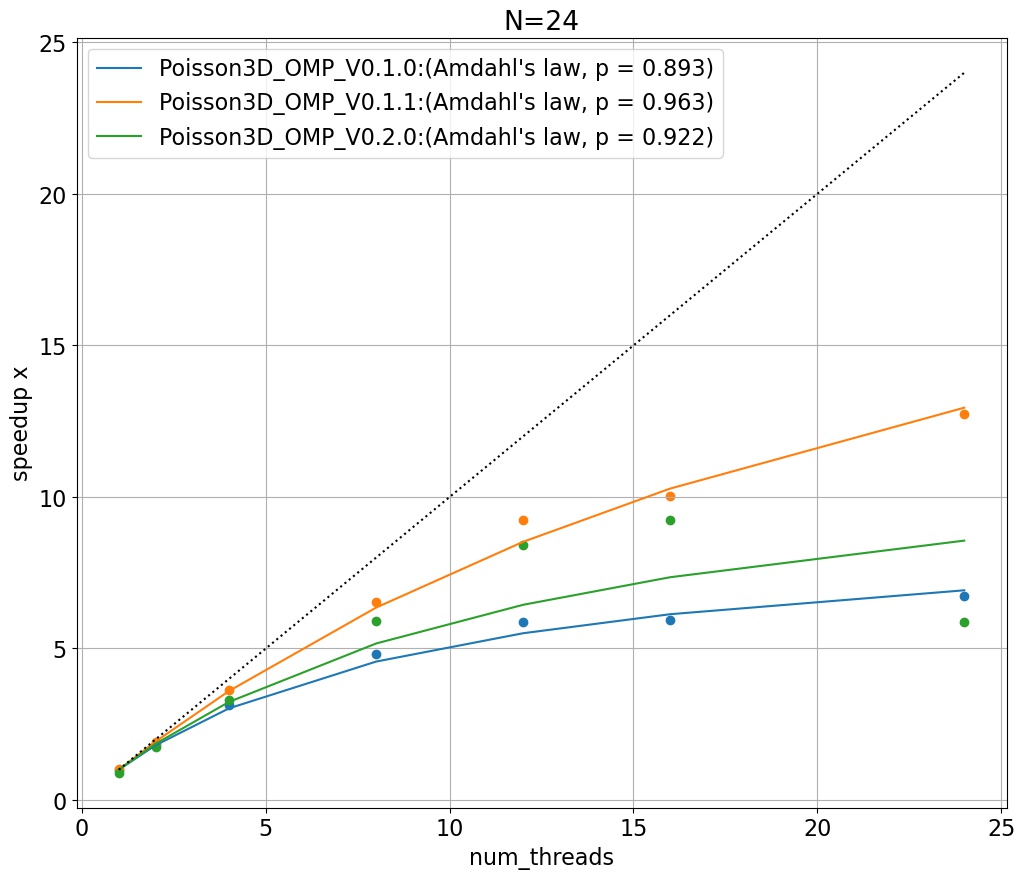 N=24
25
20
15
10
5
0
speedup x
Poisson3D_OMP_V0.1.0:(Amdahl's law, p = 0.893)
Poisson3D_OMP_V0.1.1:(Amdahl's law, p = 0.963)
Poisson3D_OMP_V0.2.0:(Amdahl's law, p = 0.922)
0 5 10 15 20 25
num_threads